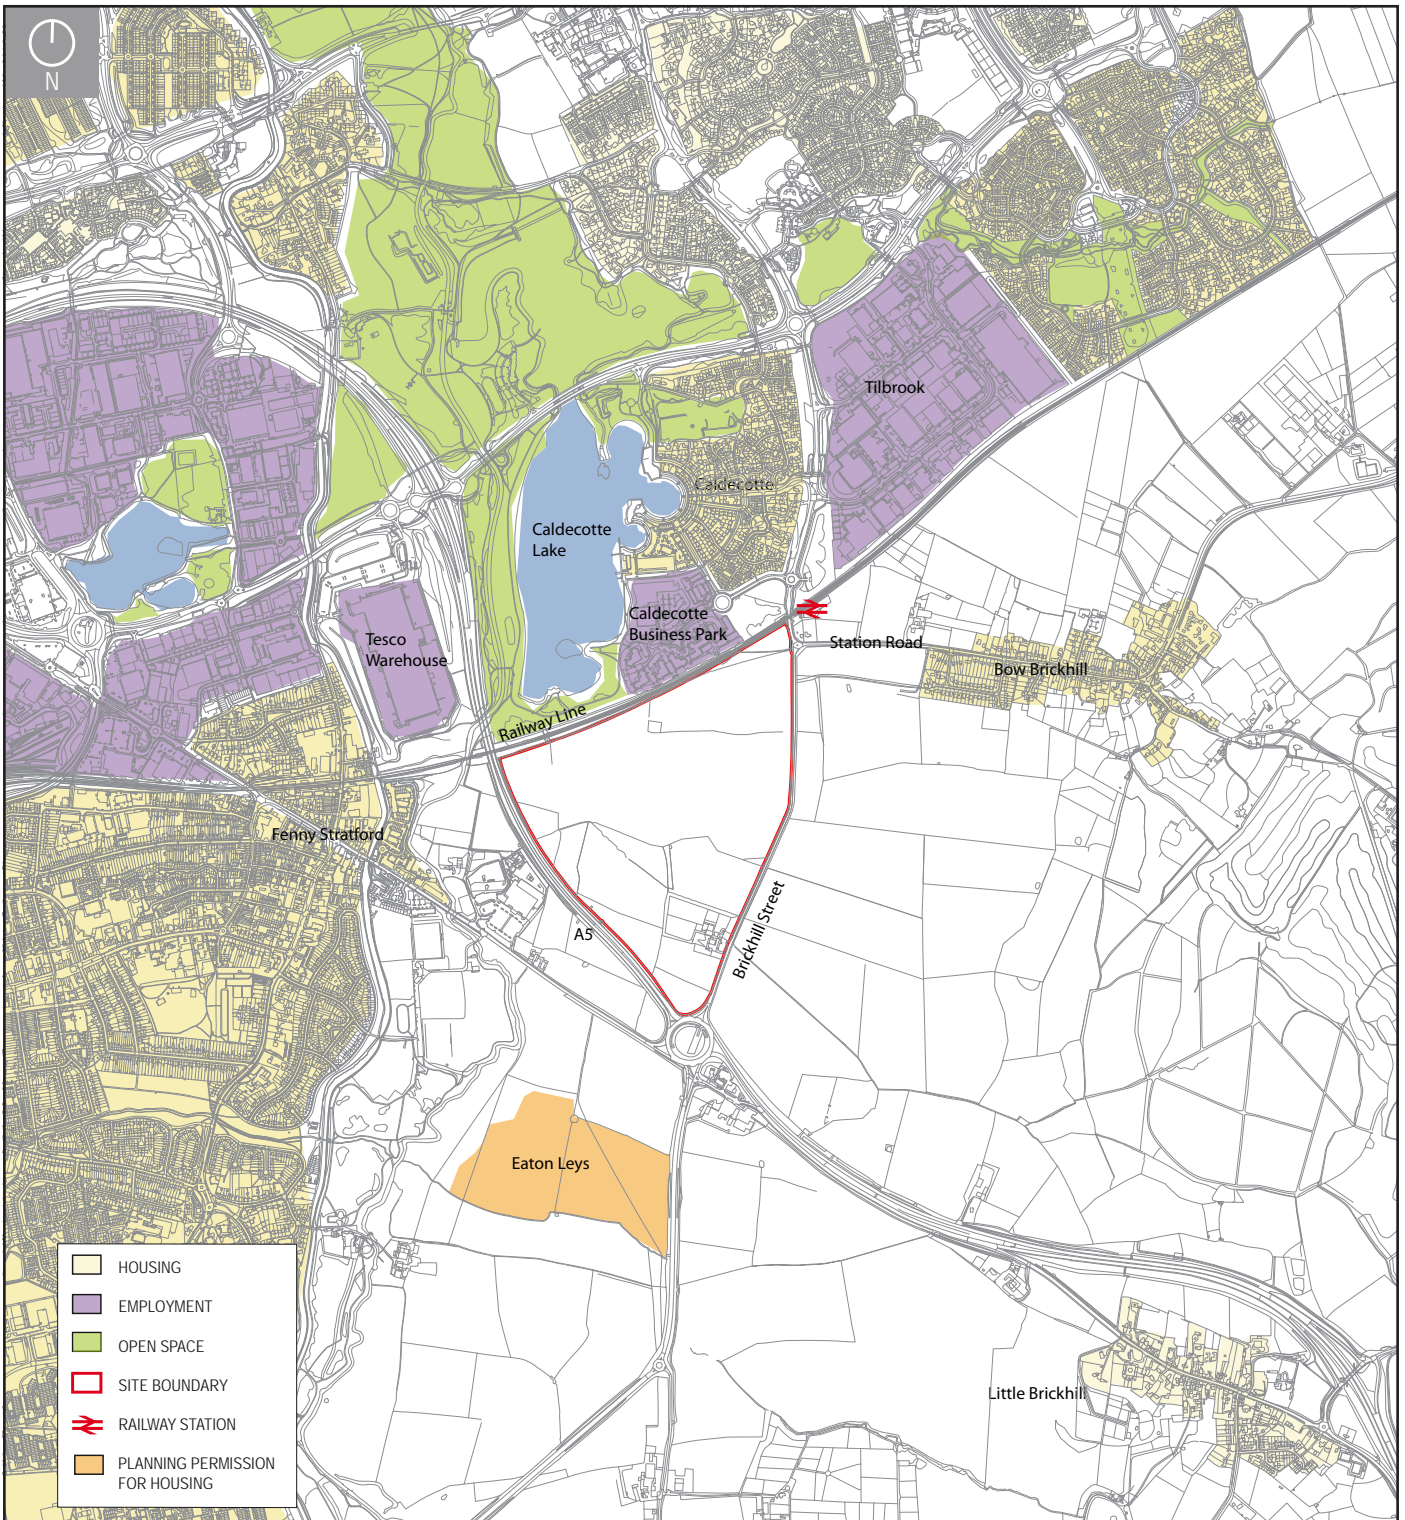 N
Tilbrook
Caldecotte
Caldecotte
Lake
Caldecotte
Business Park
Tesco
Warehouse
Station Road
Bow Brickhill
Railway Line
Fenny Stratford
A5
Brickhill Street
Eaton Leys
Little Brickhill
HOUSING
EMPLOYMENT
OPEN SPACE
SITE BOUNDARY
RAILWAY STATION
PLANNING PERMISSION
FOR HOUSING